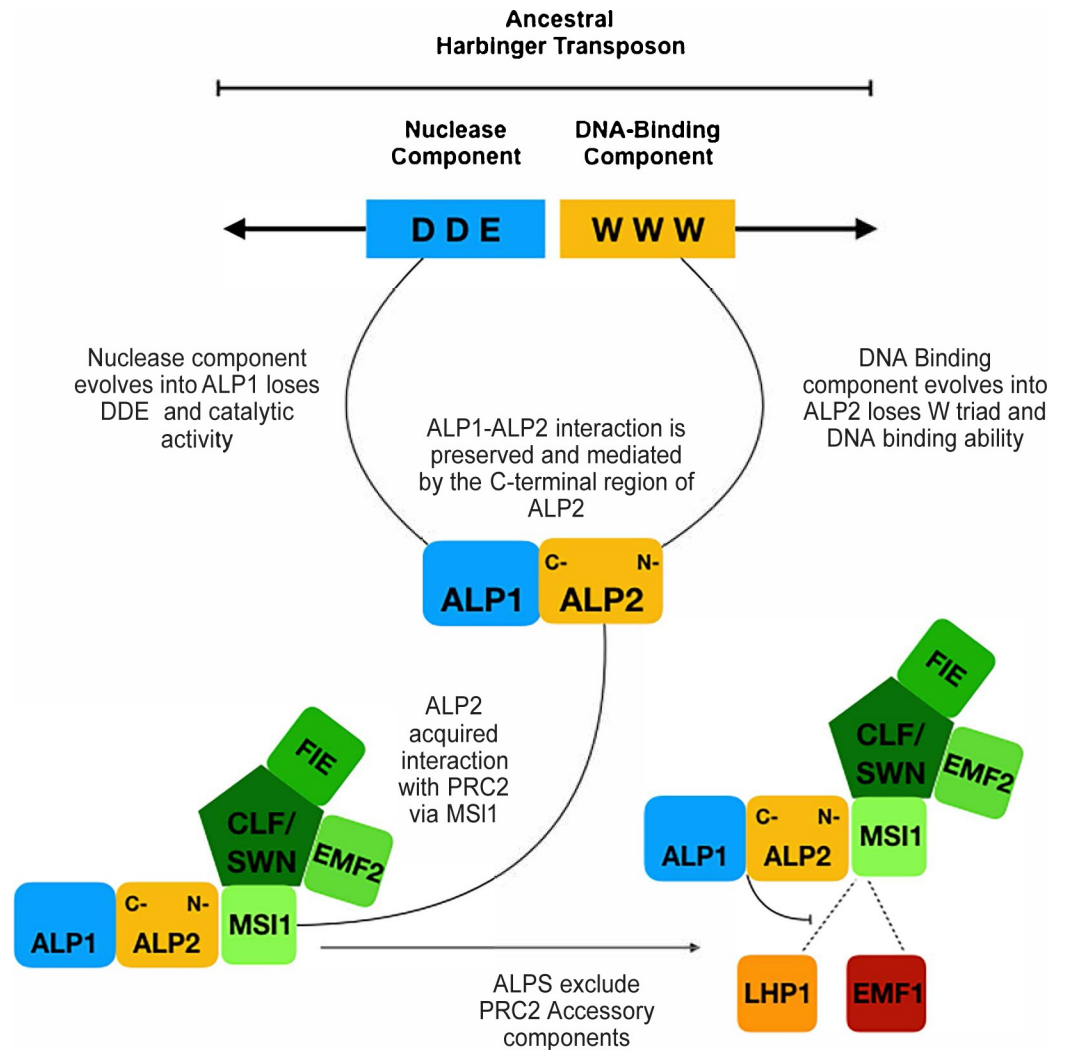 Ancestral
Harbinger Transposon
Nuclease
Component
DNA-Binding
Component
D D E
W W W
Nuclease component
evolves into ALP1 loses
DDE and catalytic
activity
DNA Binding
component evolves into
ALP2 loses W triad and
DNA binding ability
ALP1-ALP2 interaction is
preserved and mediated
by the C-terminal region of
ALP2
C- N-
ALP1 ALP2
ALP2
acquired
interaction
with PRC2
via MSI1
FIE
CLF/
SWN
EMF2
C- N-
MSI1
ALP1 ALP2
FIE
CLF/
SWN
EMF2
C- N-
MSI1
ALP1 ALP2
ALPS exclude
PRC2 Accessory
components
LHP1 EMF1